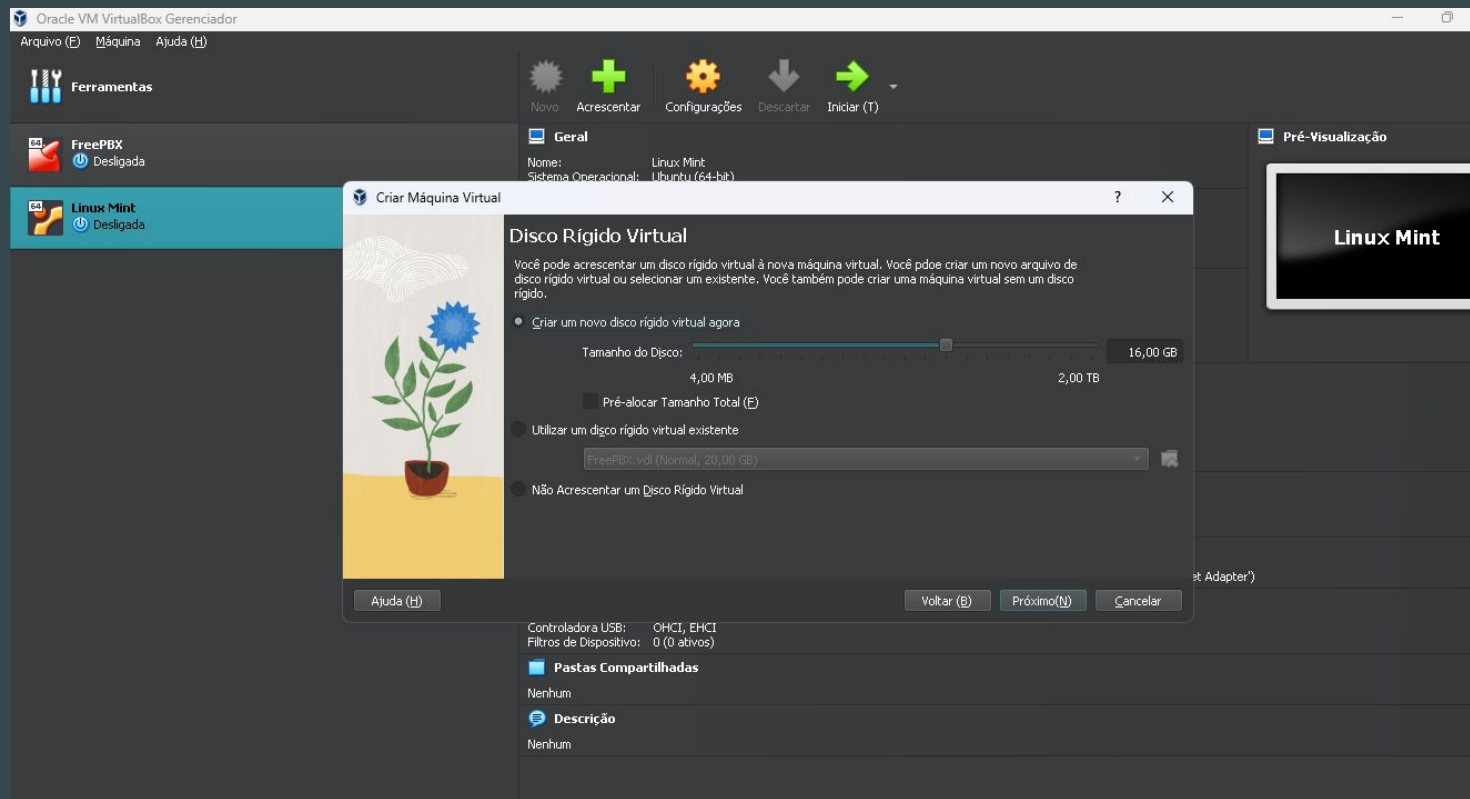 Oracle VM VirtualBox Gerenciador
Arquivo (F) Máquina Ajuda (H)
Ferramentas
Novo Acrescentar Configurações Descartar Iniciar (T)
64 FreePBX
Desligada
64 Linux Mint
Desligada
Geral
Nome: Linux Mint
Sistema Operacional: Ubuntu (64-bit)
Pré-Visualização
Linux Mint
Criar Máquina Virtual ? X
Disco Rígido Virtual
Você pode acrescentar um disco rígido virtual à nova máquina virtual. Você pdoe criar um novo arquivo de
disco rígido virtual ou selecionar um existente. Você também pode criar uma máquina virtual sem um disco
rígido.
Criar um novo disco rígido virtual agora
Tamanho do Disco: 16,00 GB
4,00 MB 2,00 TB
Pré-alocar Tamanho Total (F)
Utilizar um disco rígido virtual existente
FreePBX.vdi (Normal, 20,00 GB)
Não Acrescentar um Disco Rígido Virtual
Ajuda (H) Voltar (B) Próximo(N) Cancelar
et Adapter')
Controladora USB: OHCI, EHCI
Filtros de Dispositivo: 0 (0 ativos)
Pastas Compartilhadas
Nenhum
Descrição
Nenhum